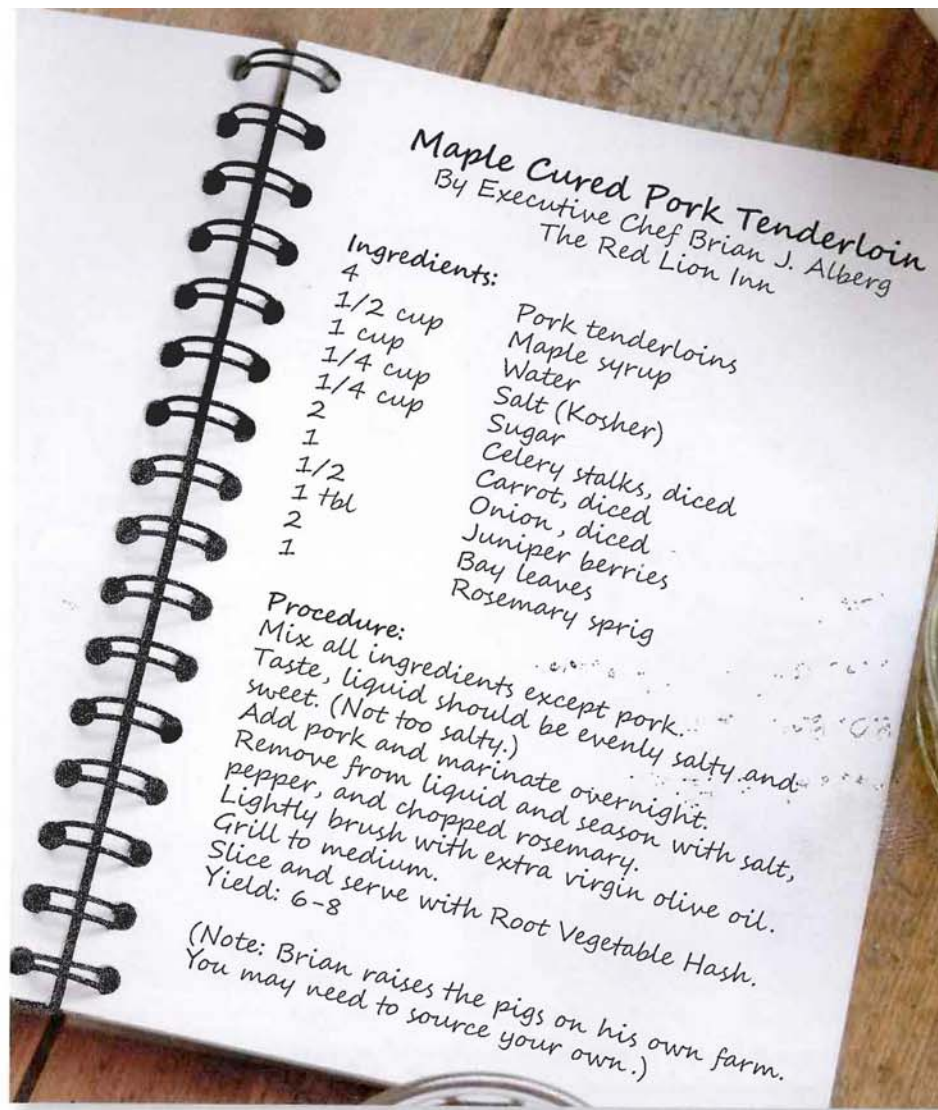 Maple Cured Pork Tenderloin
By Executive Chef Brian J. Alberg
The Red Lion Inn
Ingredients:
4 Pork tenderloins
1/2 cup Maple syrup
1 cup Water
1/4 cup Salt (Kosher)
1/4 cup Sugar
2 Celery stalks, diced
1 Carrot, diced
1/2 Onion, diced
1 tbl Juniper berries
2 Bay leaves
1 Rosemary sprig
Procedure:
Mix all ingredients except pork.
Taste, liquid should be evenly salty and
sweet. (Not too salty.)
Add pork and marinate overnight.
Remove from liquid and season with salt,
pepper, and chopped rosemary.
Lightly brush with extra virgin olive oil.
Grill to medium.
Slice and serve with Root Vegetable Hash.
Yield: 6-8
(Note: Brian raises the pigs on his own farm.
You may need to source your own.)